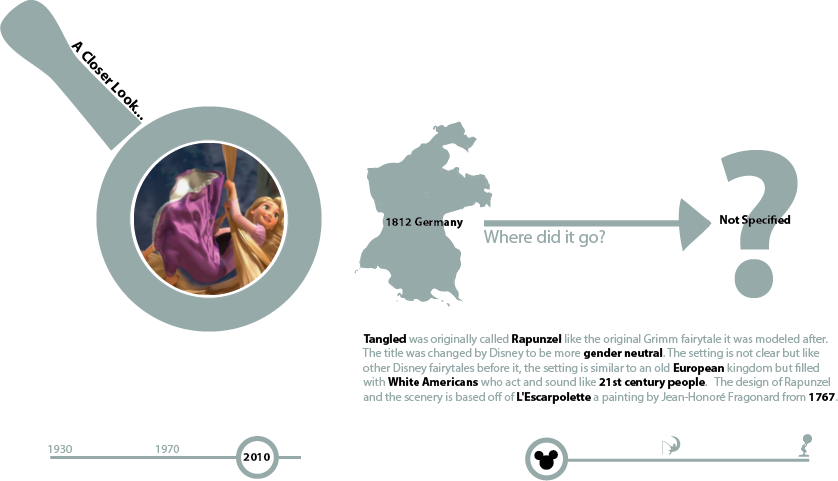 A Closer Look...
1812 Germany
Where did it go?
Not Specified
Tangled was originally called Rapunzel like the original Grimm fairytale it was modeled after.
The title was changed by Disney to be more gender neutral. The setting is not clear but like
other Disney fairytales before it, the setting is similar to an old European kingdom but filled
with White Americans who act and sound like 21st century people. The design of Rapunzel
and the scenery is based off of L'Escarpolette a painting by Jean-Honoré Fragonard from 1767.
1930
1970
2010